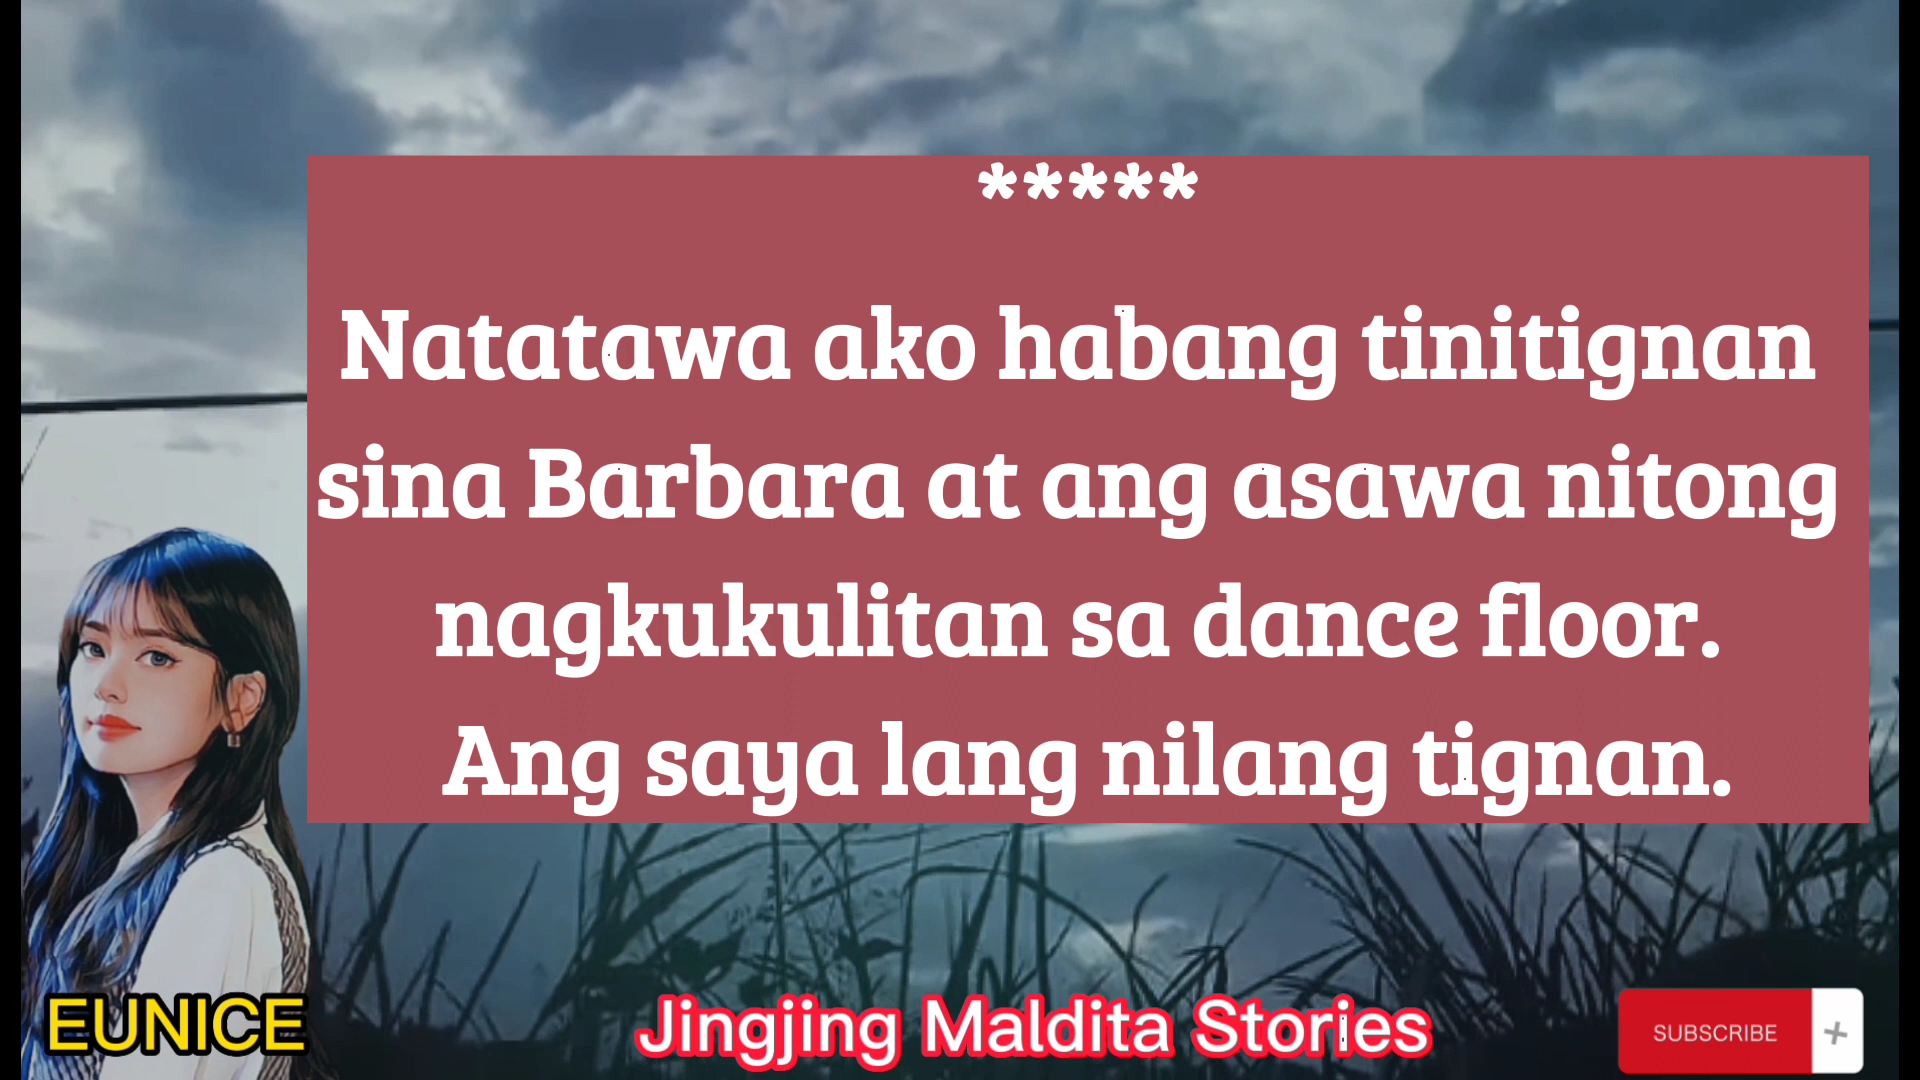 *****
Natatawa ako habang tinitignan
sina Barbara at ang asawa nitong
nagkukulitan sa dance floor.
Ang saya lang nilang tignan.
EUNICE
Jingjing Maldita Stories
SUBSCRIBE +